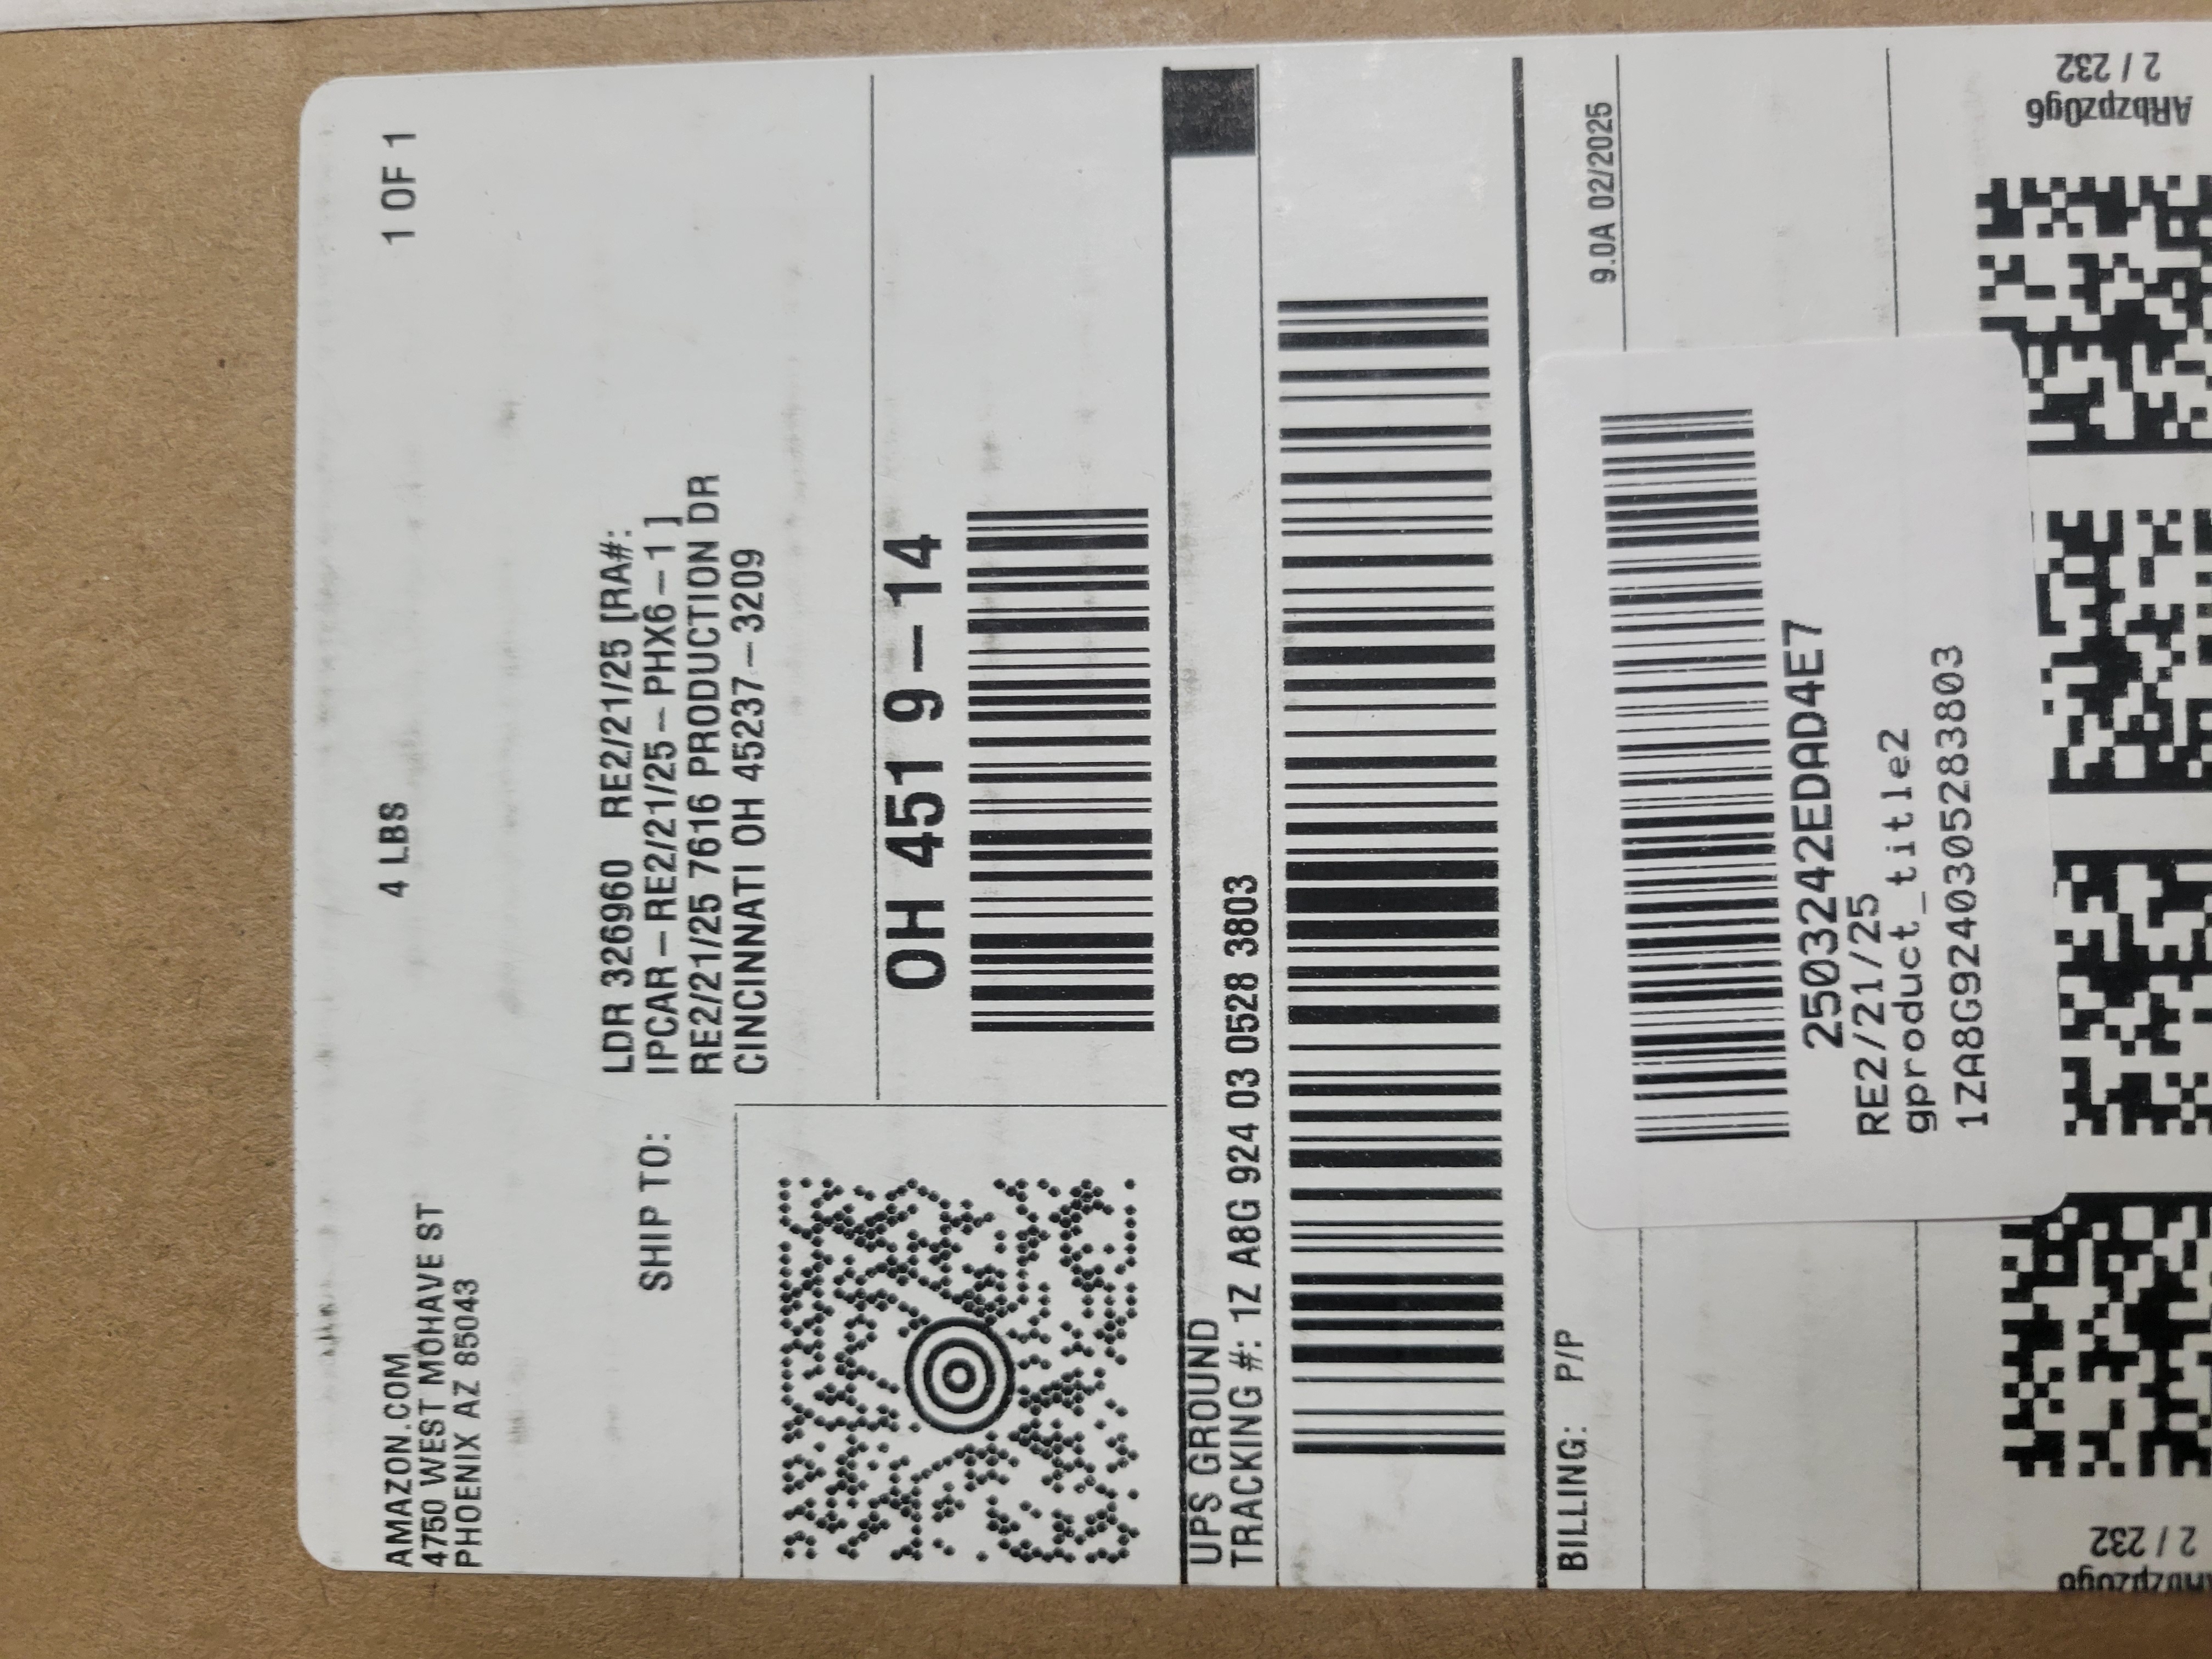 AMAZON.COM
4750 WEST MOHAVE ST
PHOENIX AZ 85043
4 LBS
1 OF 1
SHIP TO:
LDR 326960 RE2/21/25 [RA#:
IPCAR-RE2/21/25-PHX6-1 ]
RE2/21/25 7616 PRODUCTION DR
CINCINNATI OH 45237-3209
OH 451 9-14
UPS GROUND
TRACKING #: 1Z A8G 924 03 0528 3803
BILLING: P/P
9.0A 02/2025
2503242EDAD4E7
RE2/21/25
gproduct_title2
1ZA8G9240305283803
ARbzpz0g6
2 / 232
2 / 232